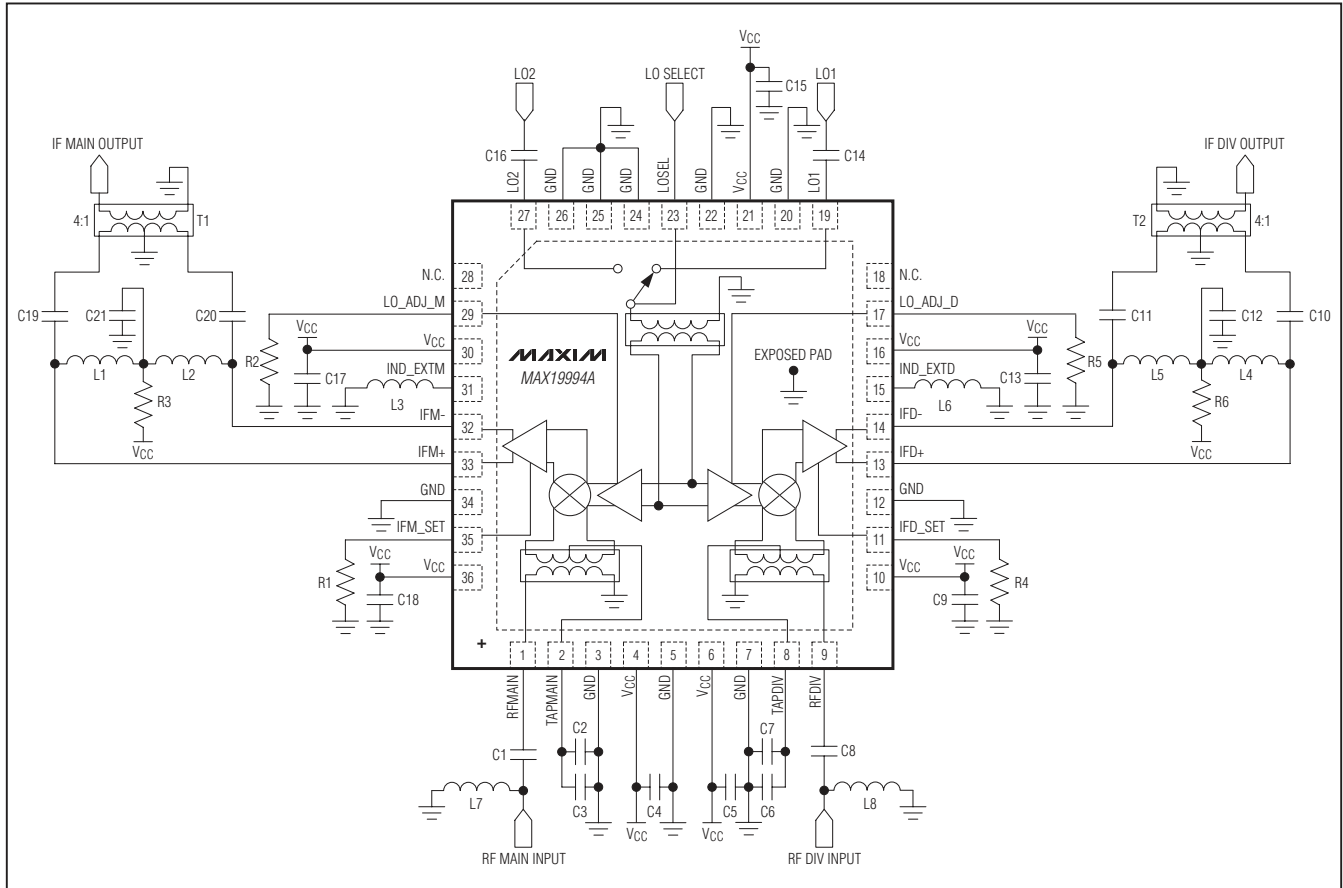 VCC
LO2
LO SELECT
LO1
C15
IF MAIN OUTPUT
IF DIV OUTPUT
C16
C14
LO2
GND
GND
GND
LOSEL
GND
VCC
GND
LO1
4:1
T1
T2
4:1
27
26
25
24
23
22
21
20
19
N.C.
28
18
N.C.
C19
C21
C20
LO_ADJ_M
29
17
LO_ADJ_D
C11
C12
C10
R2
VCC
VCC
30
16
VCC
VCC
R5
L1
L2
C17
MAXIM
MAX19994A
EXPOSED PAD
C13
L5
L4
IND_EXTM
31
15
IND_EXTD
R3
L3
L6
R6
VCC
IFM-
32
14
IFD-
VCC
IFM+
33
13
IFD+
GND
34
12
GND
IFM_SET
35
11
IFD_SET
R1
VCC
VCC
36
10
VCC
VCC
R4
C18
C9
+
1
2
3
4
5
6
7
8
9
RFMAIN
TAPMAIN
GND
VCC
GND
VCC
GND
TAPDIV
RFDIV
C1
C2
C7
C8
L7
C3
C4
C5
C6
L8
VCC
VCC
RF MAIN INPUT
RF DIV INPUT